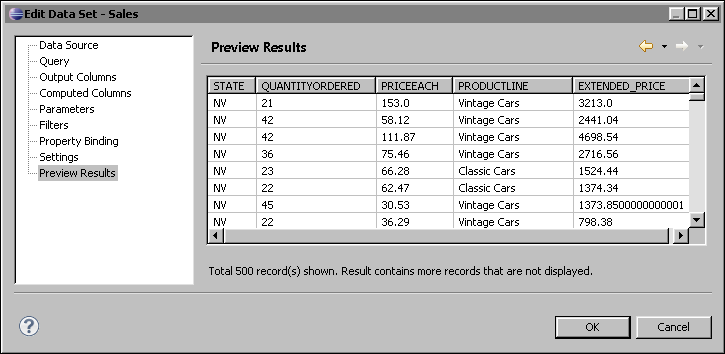 Edit Data Set - Sales
Data Source
Query
Output Columns
Computed Columns
Parameters
Filters
Property Binding
Settings
Preview Results
Preview Results
STATE QUANTITYORDERED PRICEEACH PRODUCTLINE EXTENDED_PRICE
NV 21 153.0 Vintage Cars 3213.0
NV 42 58.12 Vintage Cars 2441.04
NV 42 111.87 Vintage Cars 4698.54
NV 36 75.46 Vintage Cars 2716.56
NV 23 66.28 Classic Cars 1524.44
NV 22 62.47 Classic Cars 1374.34
NV 45 30.53 Vintage Cars 1373.8500000000001
NV 22 36.29 Vintage Cars 798.38
Total 500 record(s) shown. Result contains more records that are not displayed.
?
OK Cancel